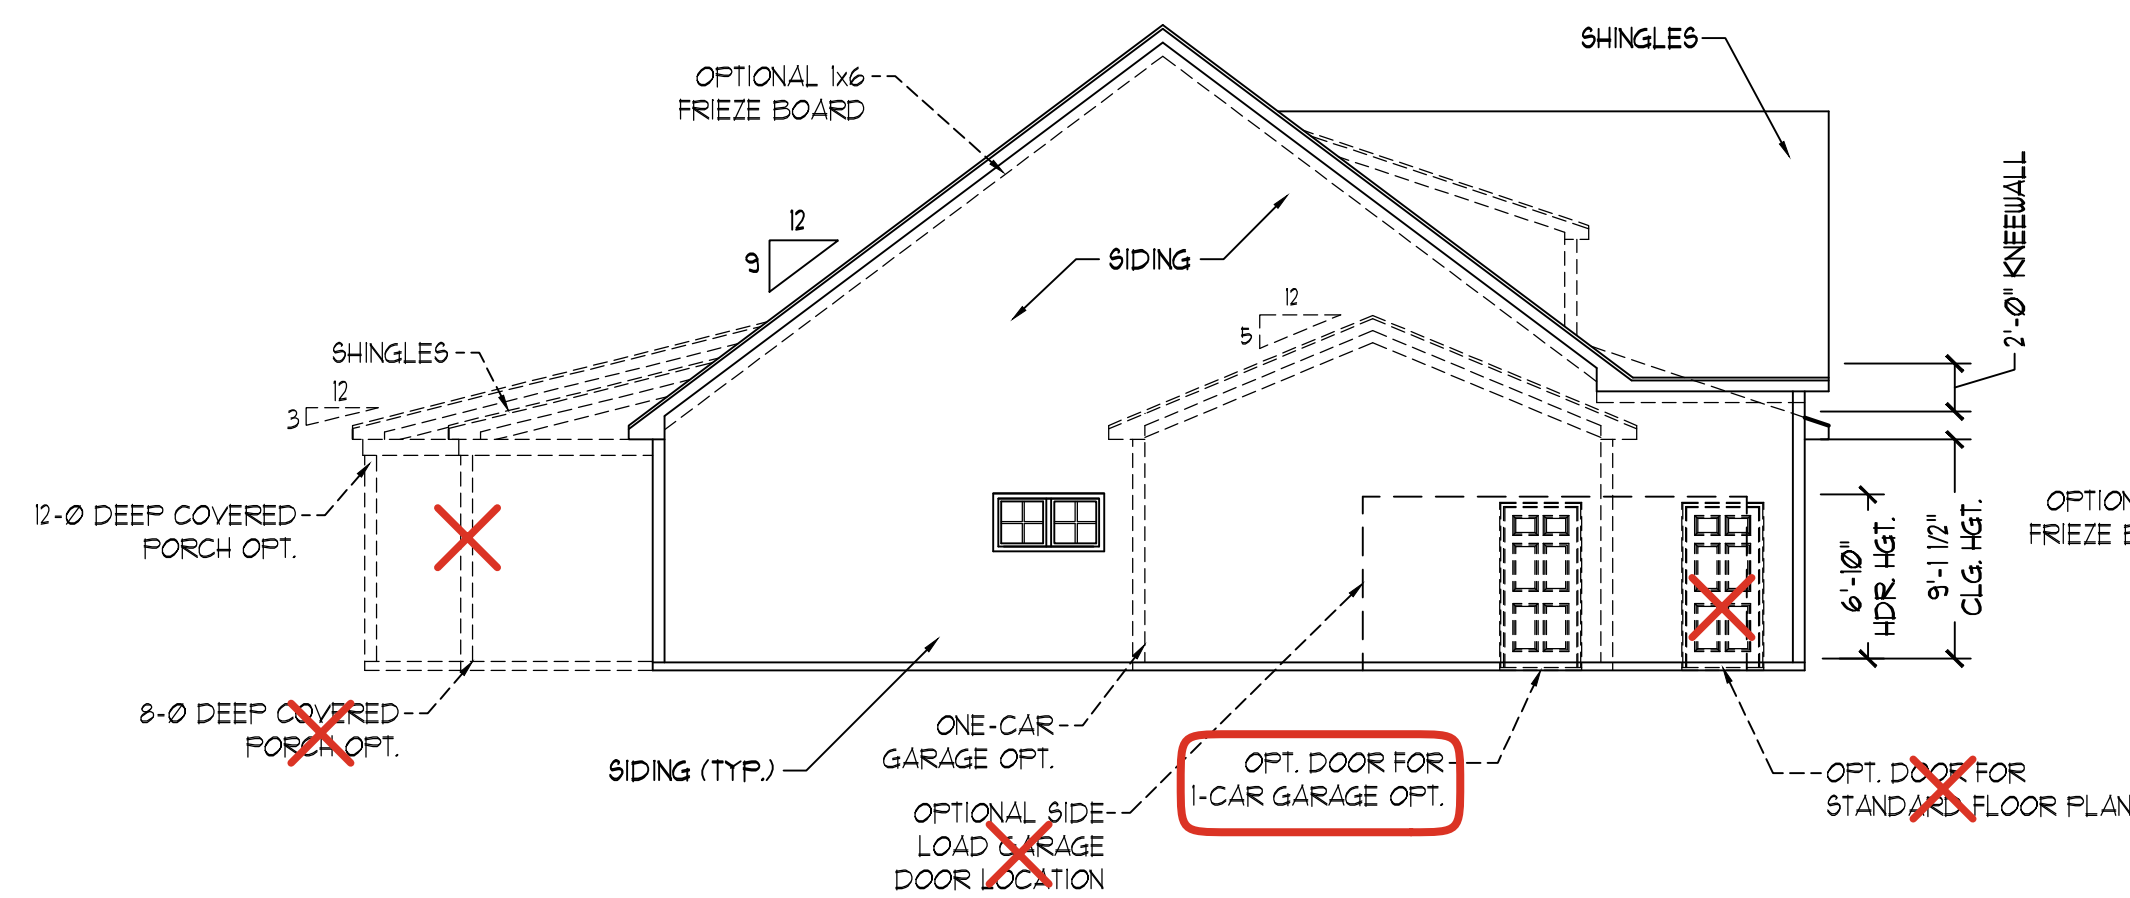 SHINGLES
OPTIONAL 1x6
FRIEZE BOARD
12
9
SIDING
12
5
SHINGLES
12
3
2'-0" KNEEWALL
12-0 DEEP COVERED
PORCH OPT.
6'-10"
HDR. HGT.
9'-1 1/2"
CLG. HGT.
8-0 DEEP COVERED
PORCH OPT.
SIDING (TYP.)
ONE-CAR
GARAGE OPT.
OPTIONAL SIDE
LOAD GARAGE
DOOR LOCATION
OPT. DOOR FOR
1-CAR GARAGE OPT.
OPT. DOOR FOR
STANDARD FLOOR PLAN
FRIEZE